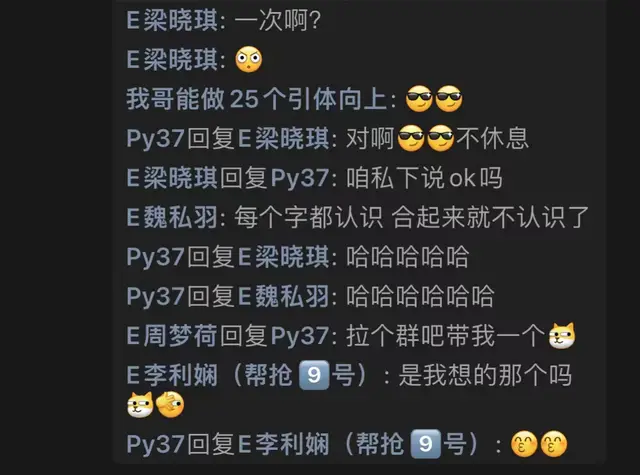 E梁晓琪: 一次啊?
E梁晓琪: 😳
我哥能做25个引体向上: 😎😎
Py37回复E梁晓琪: 对啊😎😎不休息
E梁晓琪回复Py37: 咱私下说ok吗
E魏私羽: 每个字都认识 合起来就不认识了
Py37回复E梁晓琪: 哈哈哈哈哈
Py37回复E魏私羽: 哈哈哈哈哈哈
E周梦荷回复Py37: 拉个群吧带我一个
E李利娴（帮抢9️⃣号）: 是我想的那个吗
Py37回复E李利娴（帮抢9️⃣号）: 😙😙